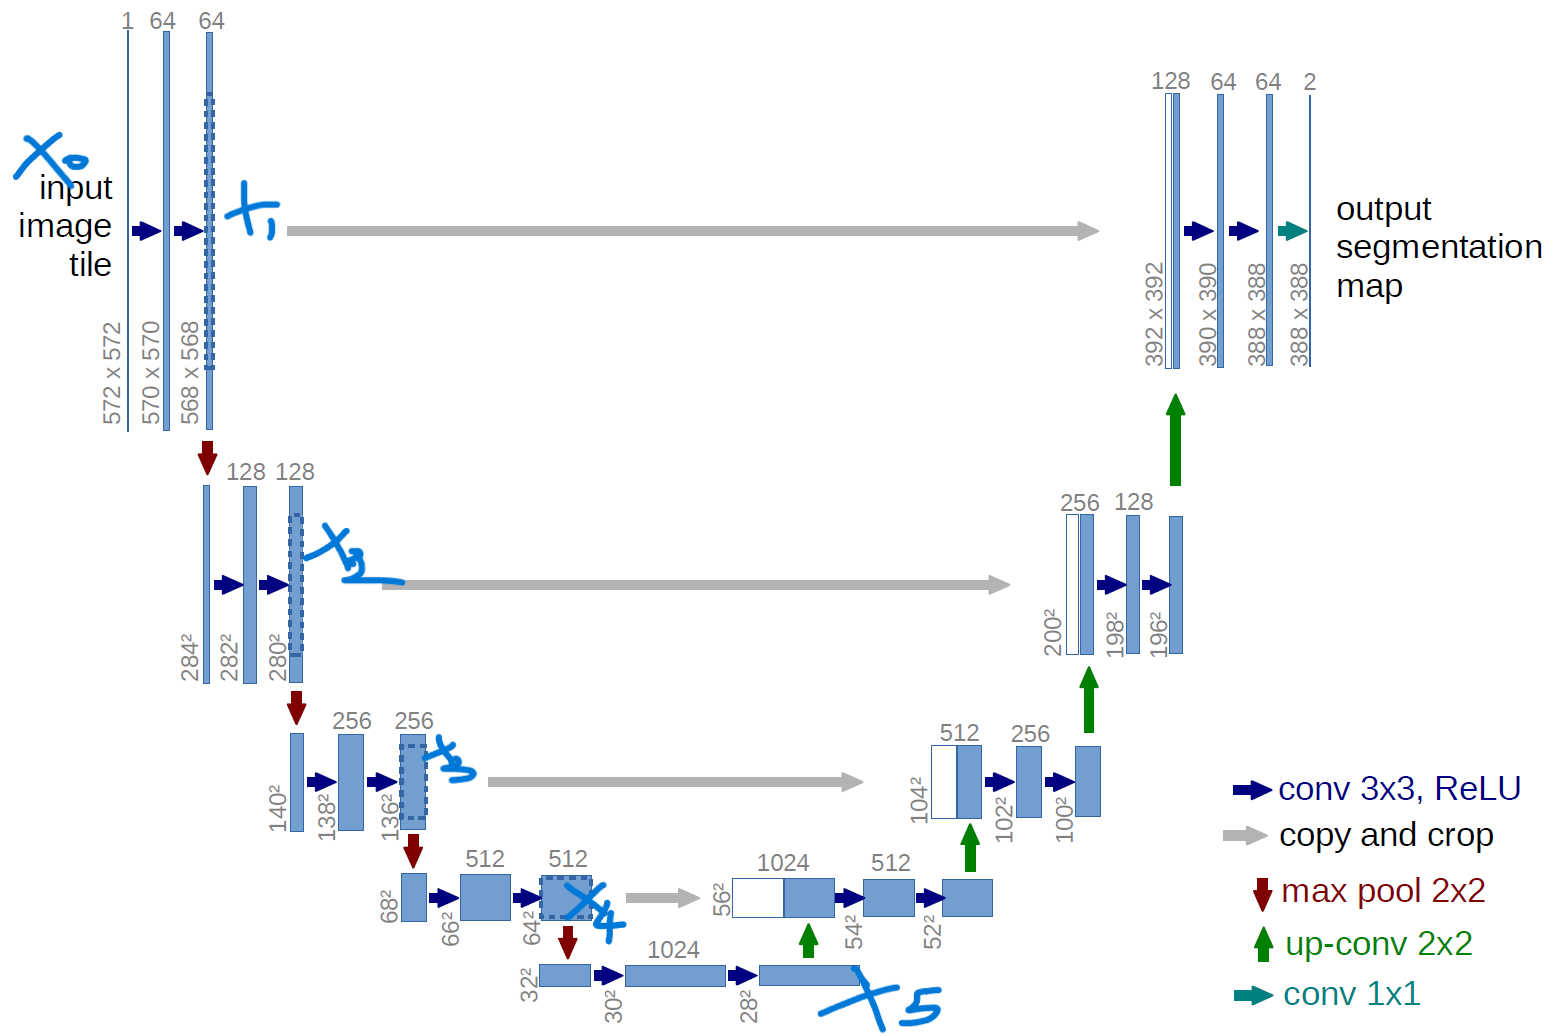 1 64 64
128 64 64 2
X0
input
image
tile
X1
output
segmentation
map
572 x 572
570 x 570
568 x 568
392 x 392
390 x 390
388 x 388
388 x 388
128 128
256 128
X2
284²
282²
280²
200²
198²
196²
256 256
512 256
X3
140²
138²
136²
104²
102²
100²
512 512
1024 512
X4
68²
66²
64²
56²
54²
52²
1024
X5
32²
30²
28²
conv 3x3, ReLU
copy and crop
max pool 2x2
up-conv 2x2
conv 1x1